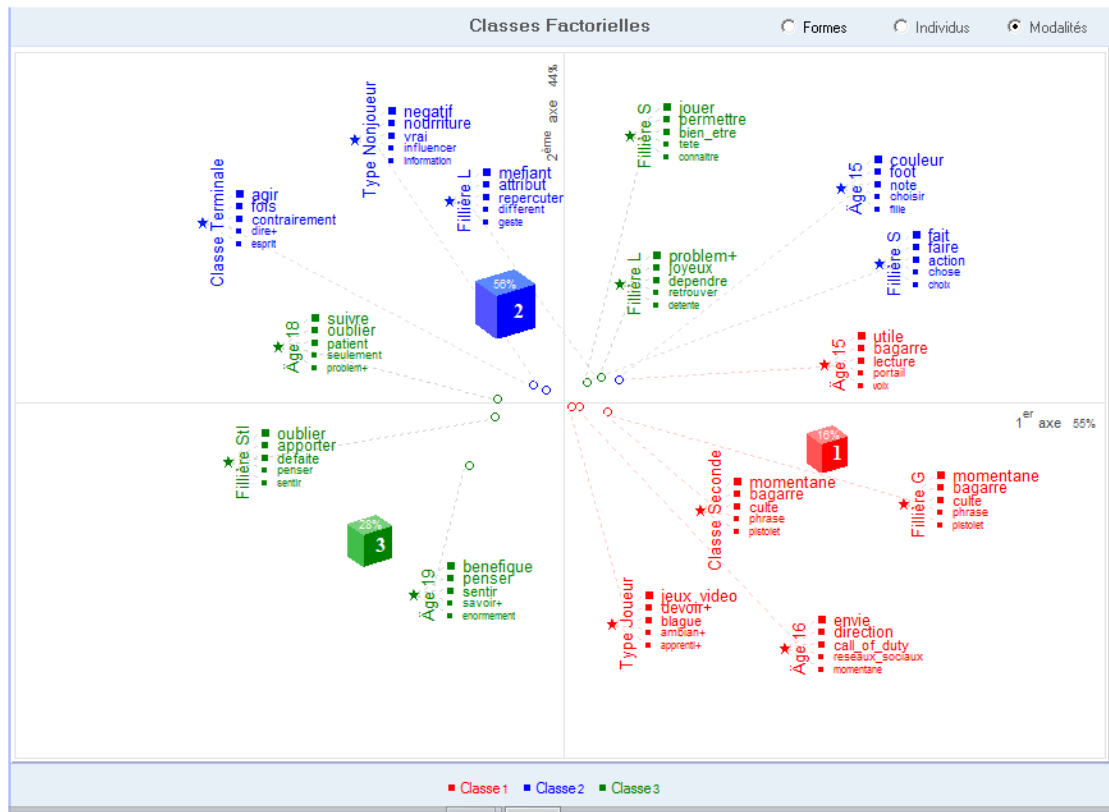 Classes Factorielles
Formes
Individus
Modalités
2ème axe 44%
1er axe 55%
Type Nonjoueur
negatif
nourriture
vrai
influencer
information
Fillière S
jouer
permettre
bien_etre
tete
connaitre
Fillière L
mefiant
attribut
repercuter
different
geste
Âge 15
couleur
foot
note
choisir
fille
Classe Terminale
agir
fois
contrairement
dire+
esprit
Fillière S
fait
faire
action
chose
choix
Fillière L
problem+
joyeux
dependre
retrouver
detente
56%
2
Âge 18
suivre
oublier
patient
seulement
problem+
Âge 15
utile
bagarre
lecture
portail
voix
16%
1
Fillière Stl
oublier
apporter
defaite
penser
sentir
Classe Seconde
momentane
bagarre
culte
phrase
pistolet
Fillière G
momentane
bagarre
culte
phrase
pistolet
28%
3
Âge 19
benefique
penser
sentir
savoir+
enormement
Type Joueur
jeux_video
devoir+
blague
ambian+
apprenti+
Âge 16
envie
direction
call_of_duty
reseaux_sociaux
momentane
Classe 1
Classe 2
Classe 3